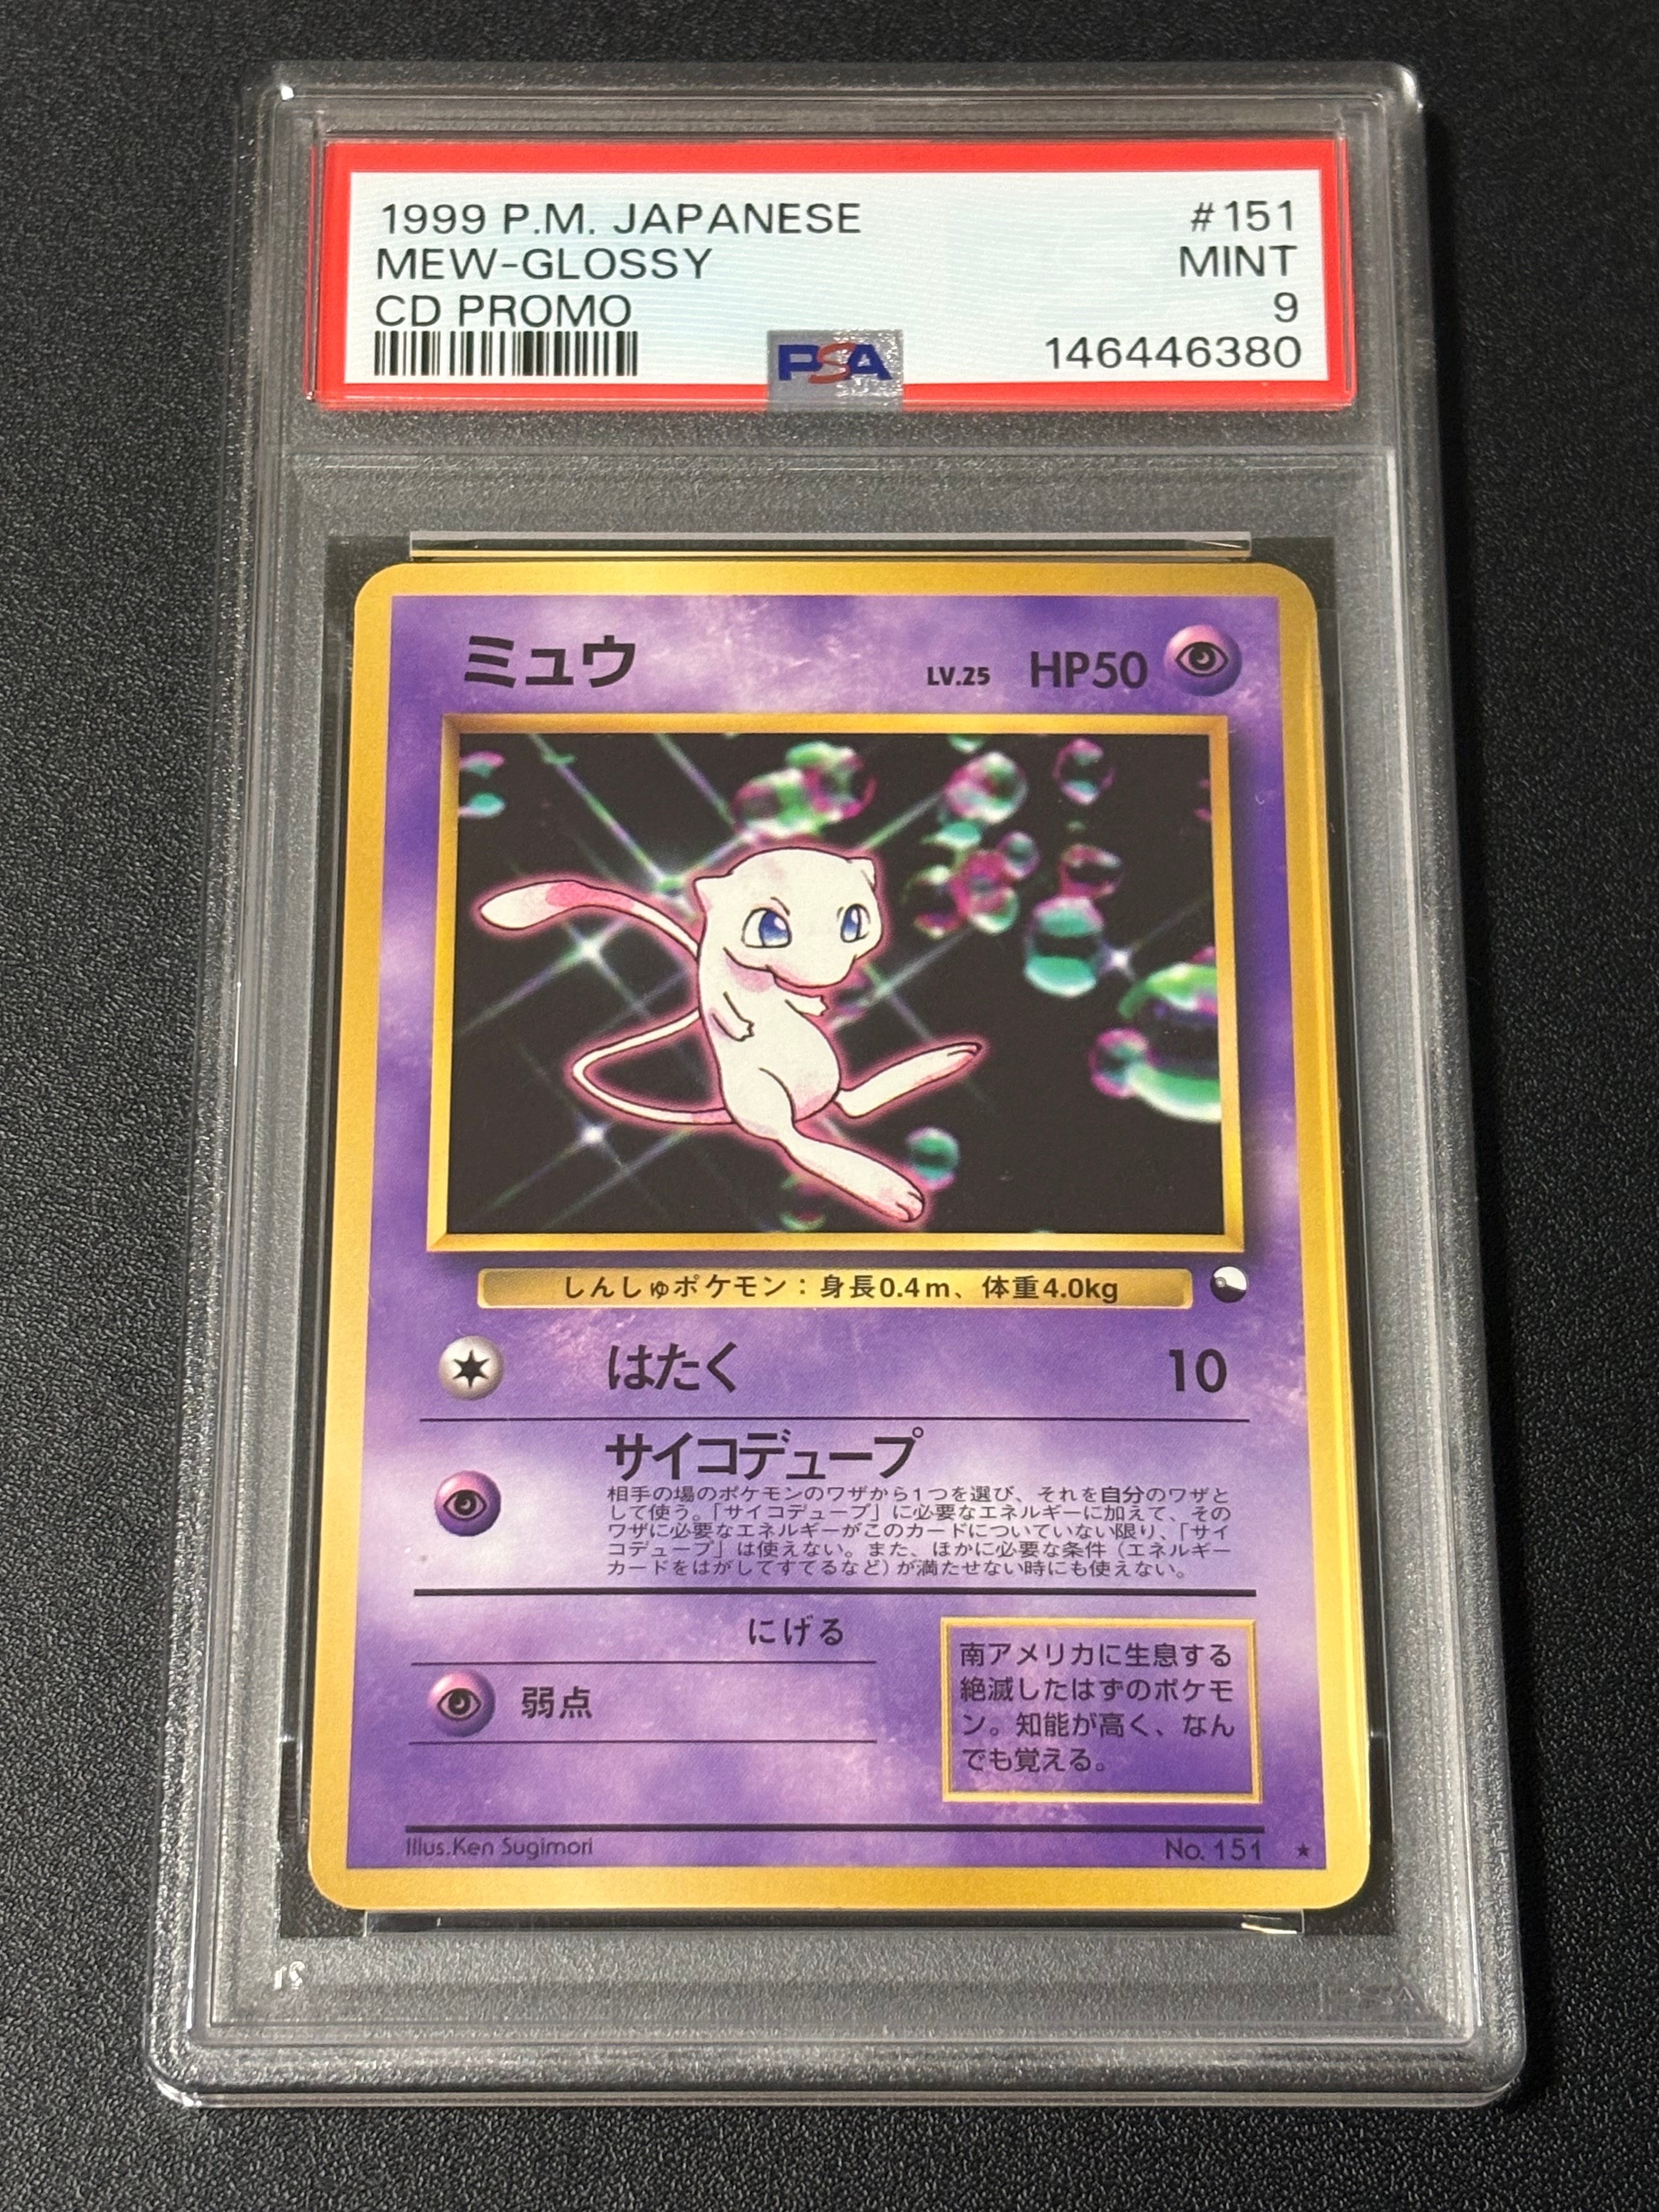 1999 P.M. JAPANESE #151
MEW-GLOSSY MINT
CD PROMO 9
PSA 146446380
ミュウ LV.25 HP50
しんしゅポケモン：身長0.4m、体重4.0kg
はたく 10
サイコデュープ
相手の場のポケモンのワザから1つを選び、それを自分のワザと
して使う。「サイコデュープ」に必要なエネルギーに加えて、その
ワザに必要なエネルギーがこのカードについていない限り、「サイ
コデュープ」は使えない。また、ほかに必要な条件（エネルギー
カードをはがしてすてるなど）が満たせない時にも使えない。
にげる
弱点
南アメリカに生息する
絶滅したはずのポケモ
ン。知能が高く、なん
でも覚える。
Illus.Ken Sugimori No. 151 ★
PSA